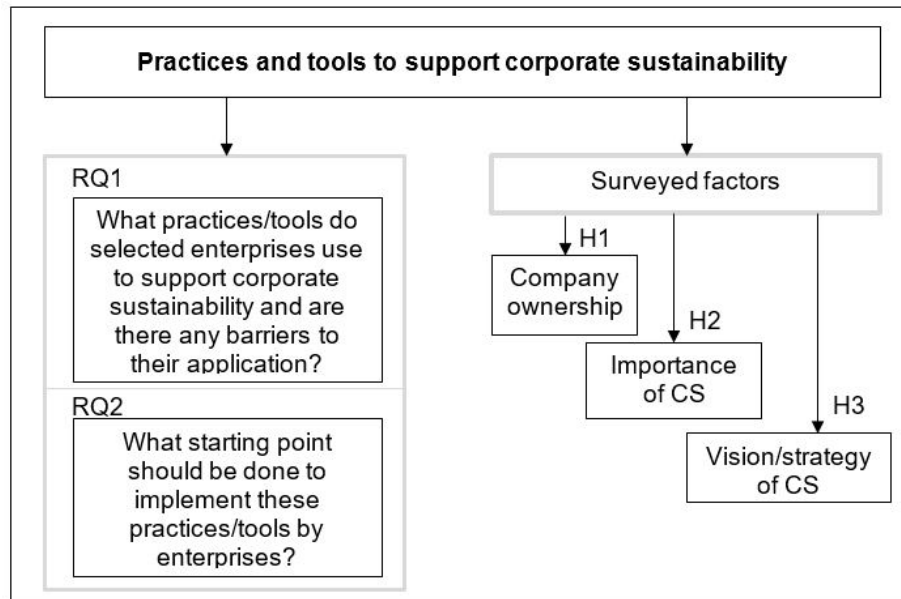 Practices and tools to support corporate sustainability
RQ1
What practices/tools do
selected enterprises use
to support corporate
sustainability and are
there any barriers to
their application?
RQ2
What starting point
should be done to
implement these
practices/tools by
enterprises?
Surveyed factors
H1
Company
ownership
H2
Importance
of CS
H3
Vision/strategy
of CS